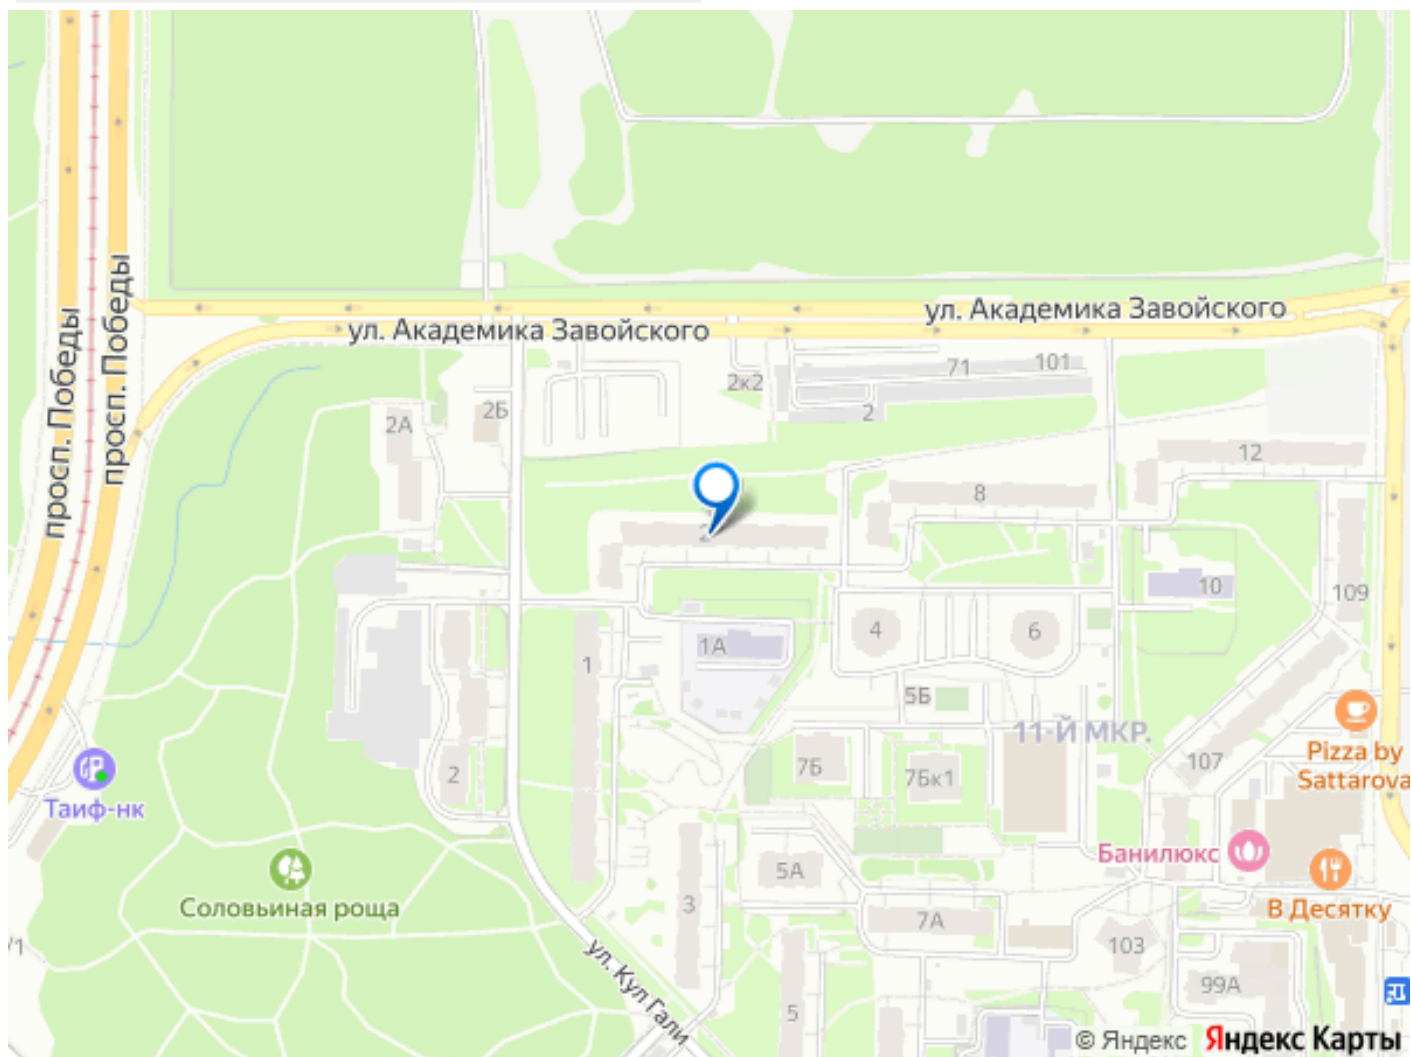 просп. Победы
просп. Победы
ул. Академика Завойского
ул. Академика Завойского
71
101
2к2
2
2А
2Б
12
8
2
10
109
1
1А
4
6
5Б
11-Й МКР.
Pizza by
Sattarova
107
7Б
7Бк1
2
Таиф-нк
Банилюкс
5А
Соловьиная роща
3
7А
В Десятку
103
/1
ул. Кул Гали
99А
5
© Яндекс
Яндекс Карты